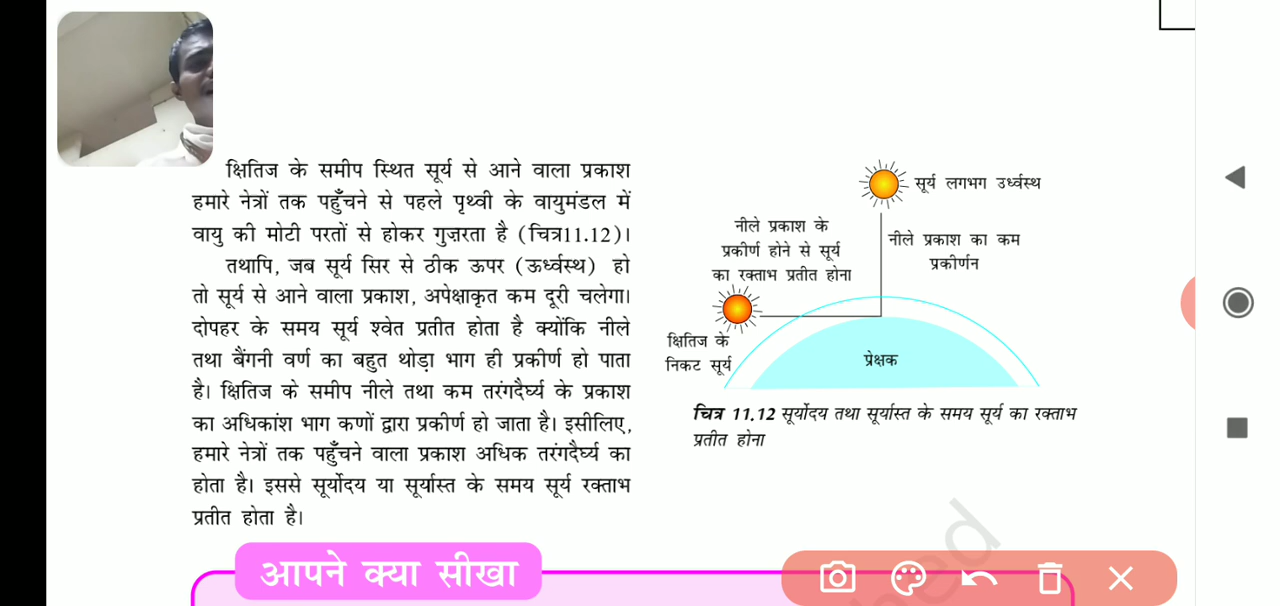 क्षितिज के समीप स्थित सूर्य से आने वाला प्रकाश
हमारे नेत्रों तक पहुँचने से पहले पृथ्वी के वायुमंडल में
वायु की मोटी परतों से होकर गुज़रता है (चित्र11.12)।
तथापि, जब सूर्य सिर से ठीक ऊपर (ऊर्ध्वस्थ) हो
तो सूर्य से आने वाला प्रकाश, अपेक्षाकृत कम दूरी चलेगा।
दोपहर के समय सूर्य श्वेत प्रतीत होता है क्योंकि नीले
तथा बैंगनी वर्ण का बहुत थोड़ा भाग ही प्रकीर्ण हो पाता
है। क्षितिज के समीप नीले तथा कम तरंगदैर्घ्य के प्रकाश
का अधिकांश भाग कणों द्वारा प्रकीर्ण हो जाता है। इसीलिए,
हमारे नेत्रों तक पहुँचने वाला प्रकाश अधिक तरंगदैर्घ्य का
होता है। इससे सूर्योदय या सूर्यास्त के समय सूर्य रक्ताभ
प्रतीत होता है।
सूर्य लगभग उर्ध्वस्थ
नीले प्रकाश के
प्रकीर्ण होने से सूर्य
का रक्ताभ प्रतीत होना
नीले प्रकाश का कम
प्रकीर्णन
क्षितिज के
निकट सूर्य
प्रेक्षक
चित्र 11.12 सूर्योदय तथा सूर्यास्त के समय सूर्य का रक्ताभ
प्रतीत होना
आपने क्या सीखा